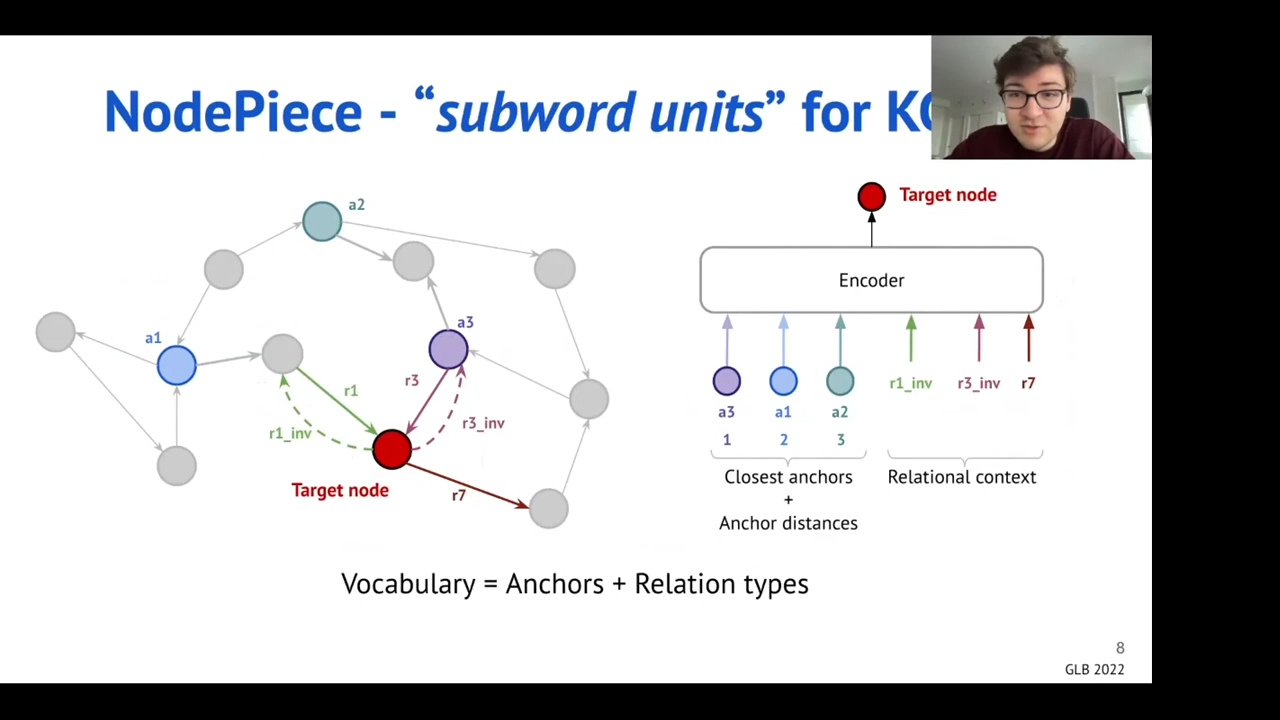 NodePiece - “subword units” for
a2
a1
a3
r1
r3
r1_inv
r3_inv
Target node
r7
Target node
Encoder
a3 a1 a2 r1_inv r3_inv r7
1 2 3
Closest anchors
+
Anchor distances
Relational context
Vocabulary = Anchors + Relation types
8
GLB 2022